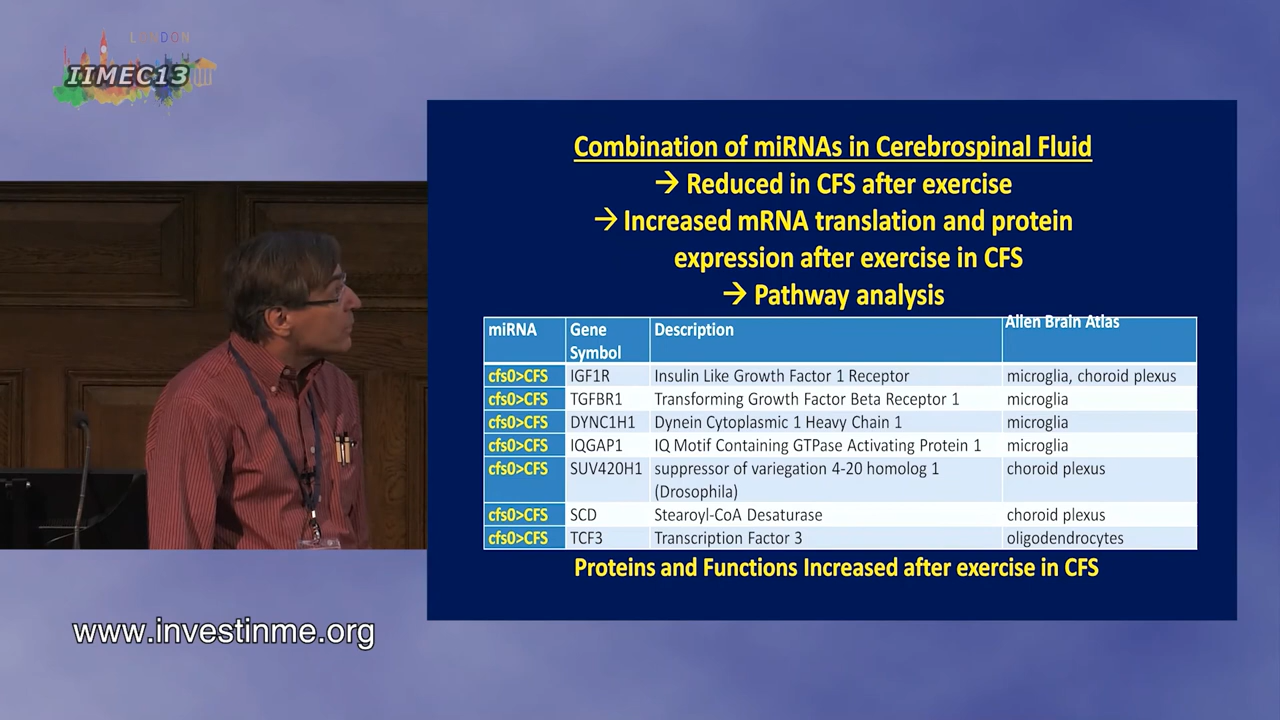 LONDON
IIMEC13
Combination of miRNAs in Cerebrospinal Fluid
→ Reduced in CFS after exercise
→ Increased mRNA translation and protein
expression after exercise in CFS
→ Pathway analysis
miRNA Gene Symbol Description Allen Brain Atlas
cfs0>CFS IGF1R Insulin Like Growth Factor 1 Receptor microglia, choroid plexus
cfs0>CFS TGFBR1 Transforming Growth Factor Beta Receptor 1 microglia
cfs0>CFS DYNC1H1 Dynein Cytoplasmic 1 Heavy Chain 1 microglia
cfs0>CFS IQGAP1 IQ Motif Containing GTPase Activating Protein 1 microglia
cfs0>CFS SUV420H1 suppressor of variegation 4-20 homolog 1 (Drosophila) choroid plexus
cfs0>CFS SCD Stearoyl-CoA Desaturase choroid plexus
cfs0>CFS TCF3 Transcription Factor 3 oligodendrocytes
Proteins and Functions Increased after exercise in CFS
www.investinme.org